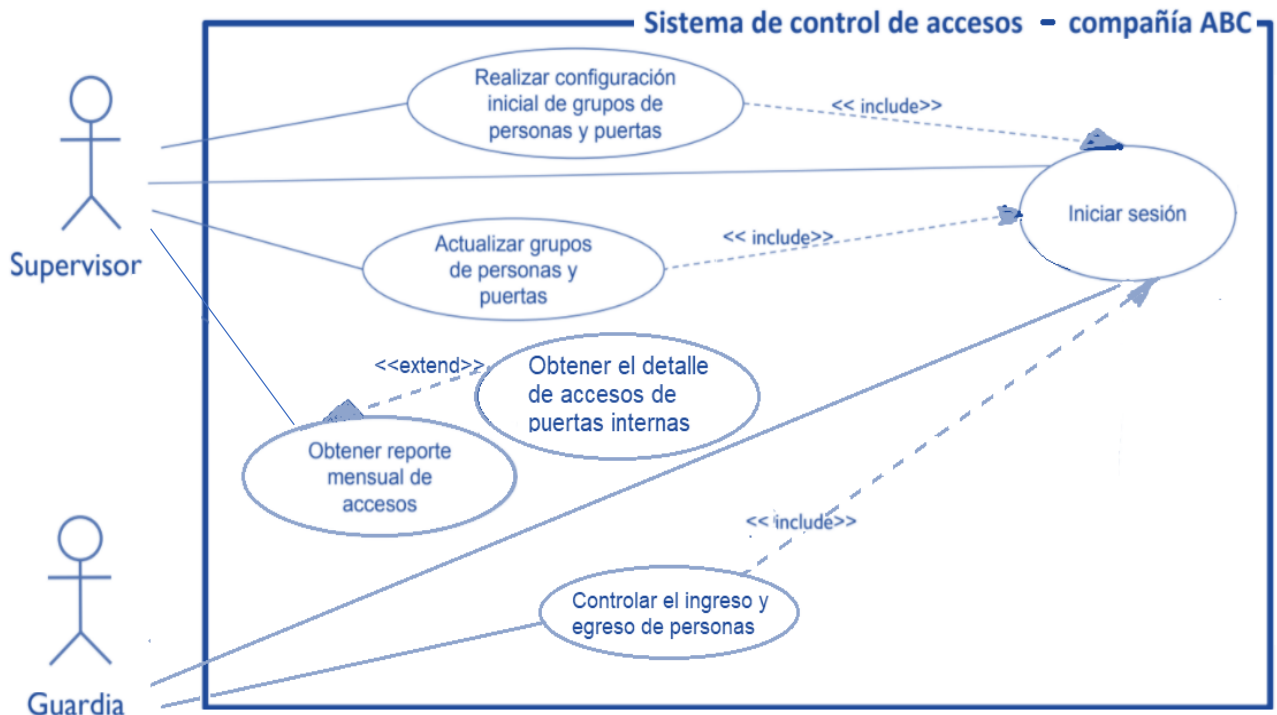 Sistema de control de accesos - compañía ABC
Realizar configuración
inicial de grupos de
personas y puertas
<< include>>
Iniciar sesión
Supervisor
Actualizar grupos
de personas y
puertas
<< include>>
<<extend>>
Obtener el detalle
de accesos de
puertas internas
Obtener reporte
mensual de
accesos
<< include>>
Controlar el ingreso y
egreso de personas
Guardia